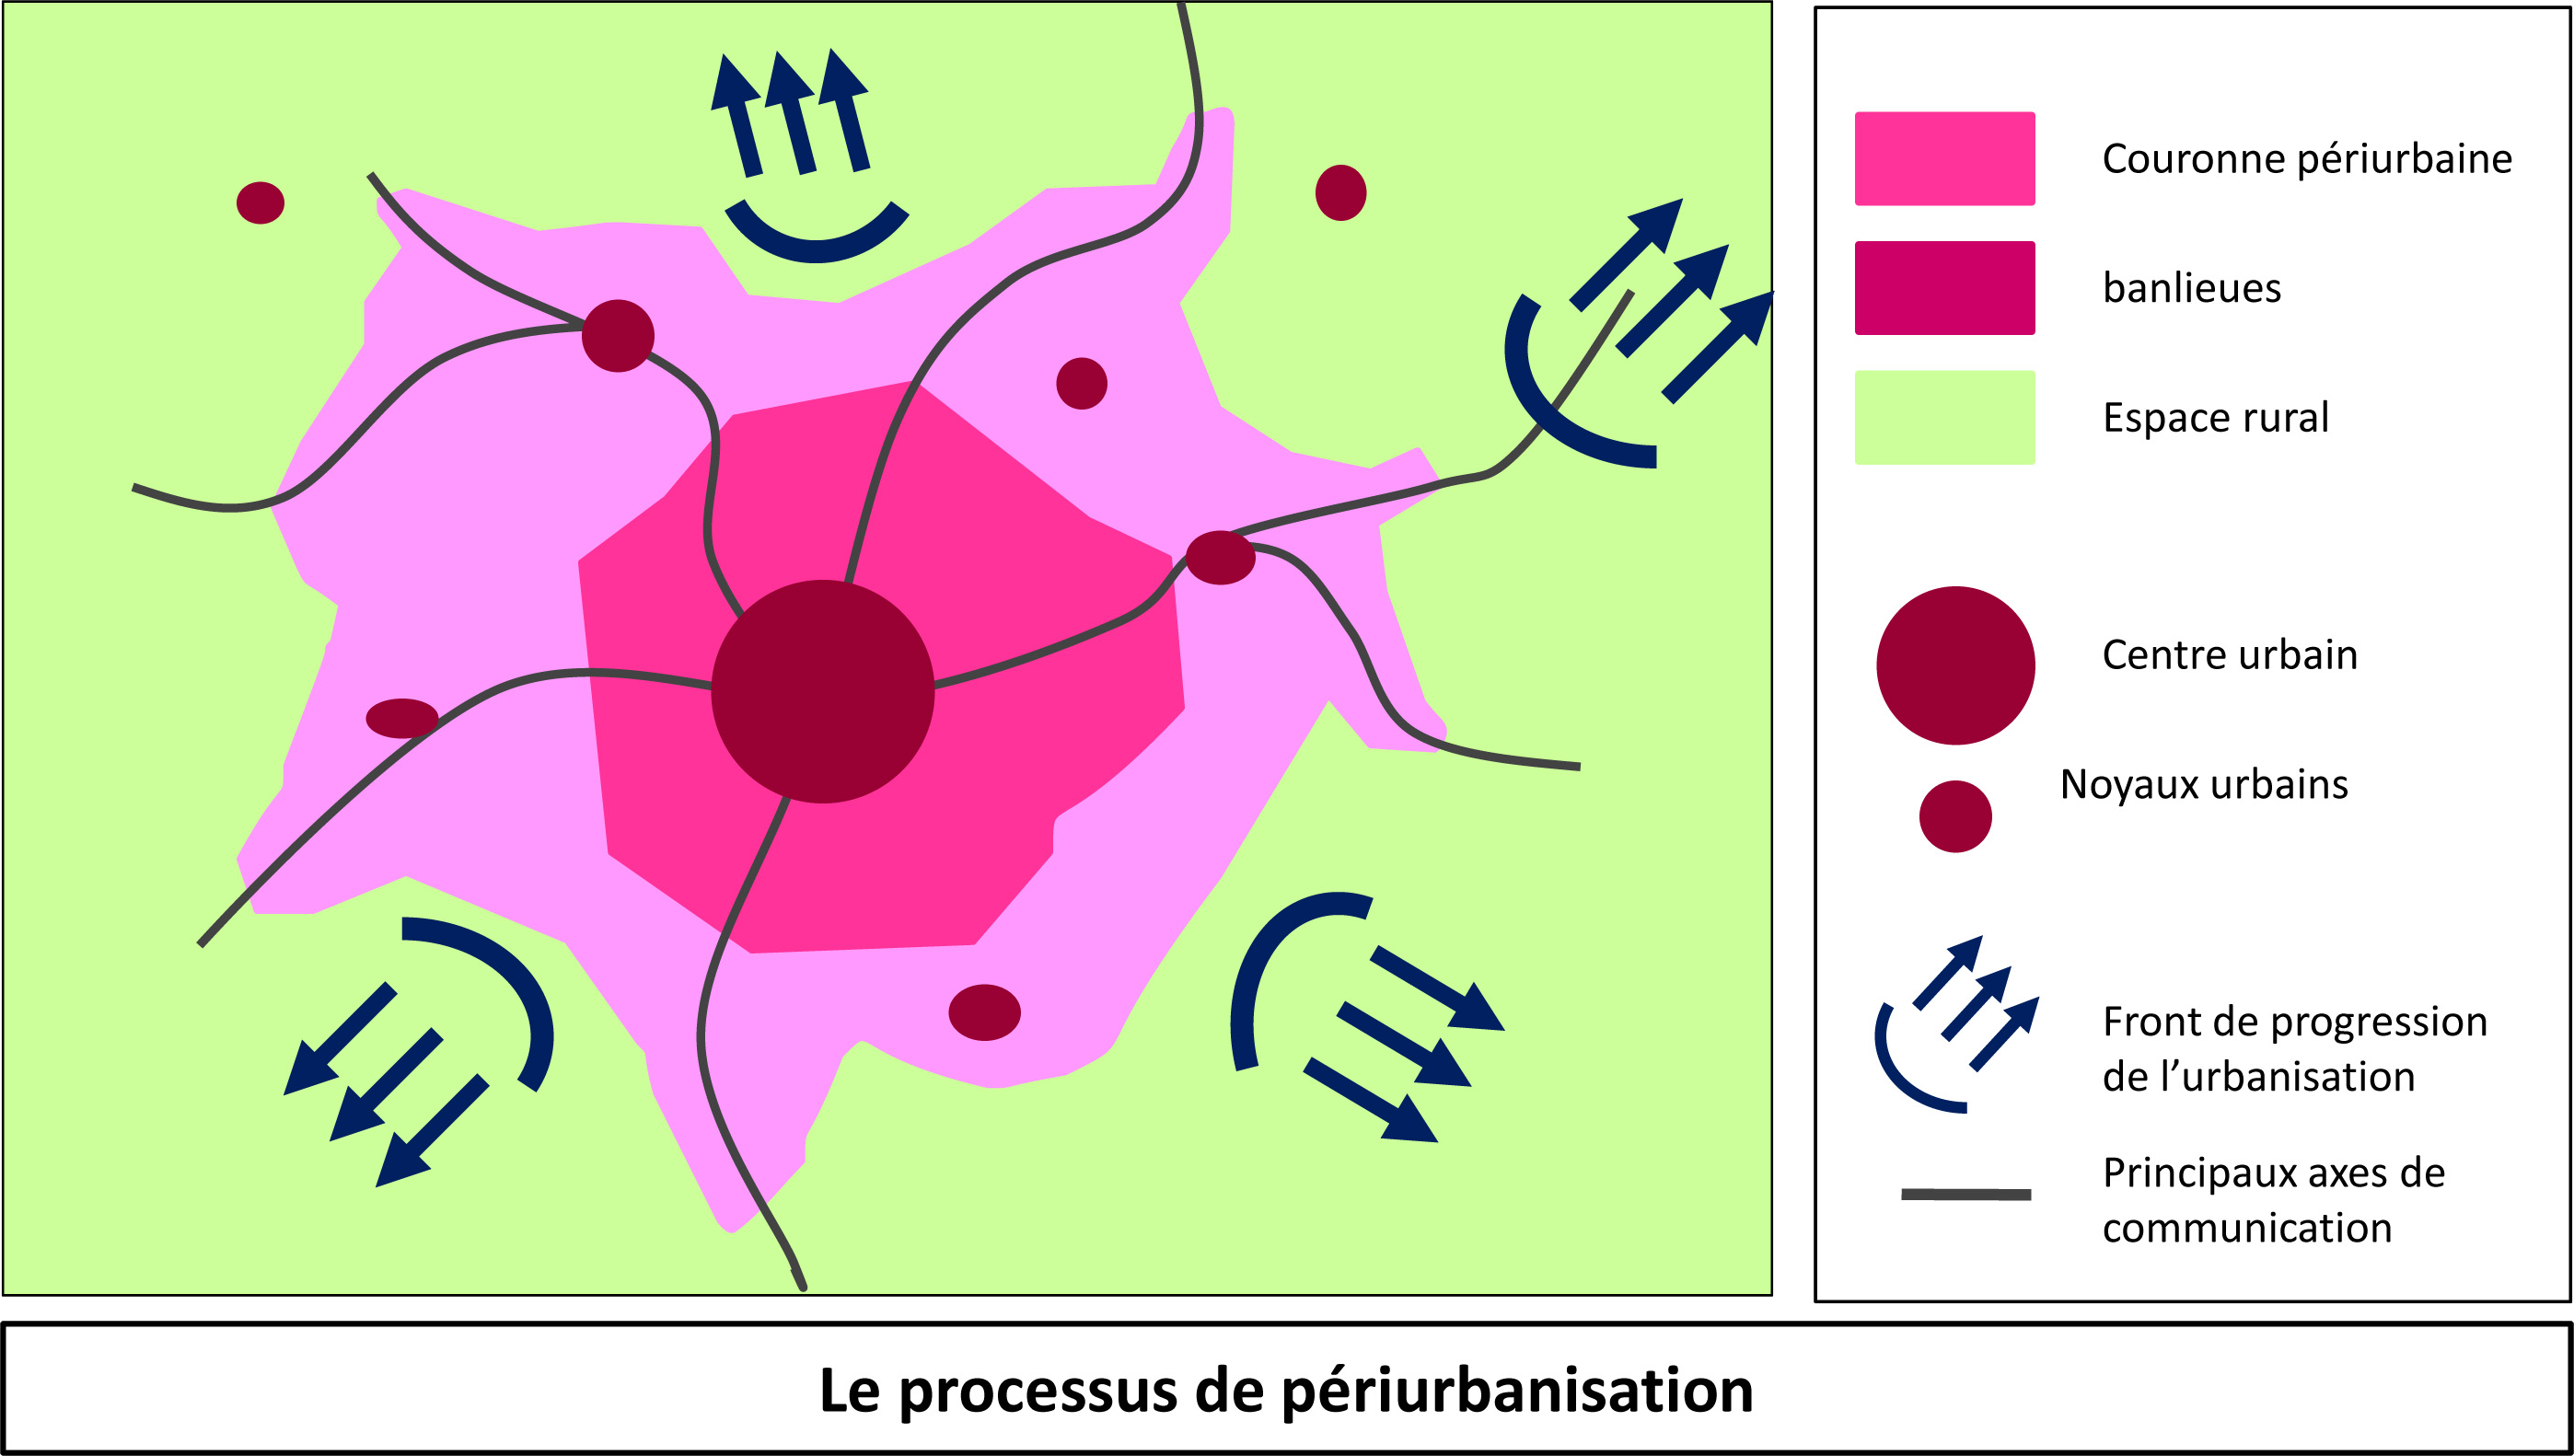 Couronne périurbaine
banlieues
Espace rural
Centre urbain
Noyaux urbains
Front de progression
de l’urbanisation
Principaux axes de
communication
Le processus de périurbanisation